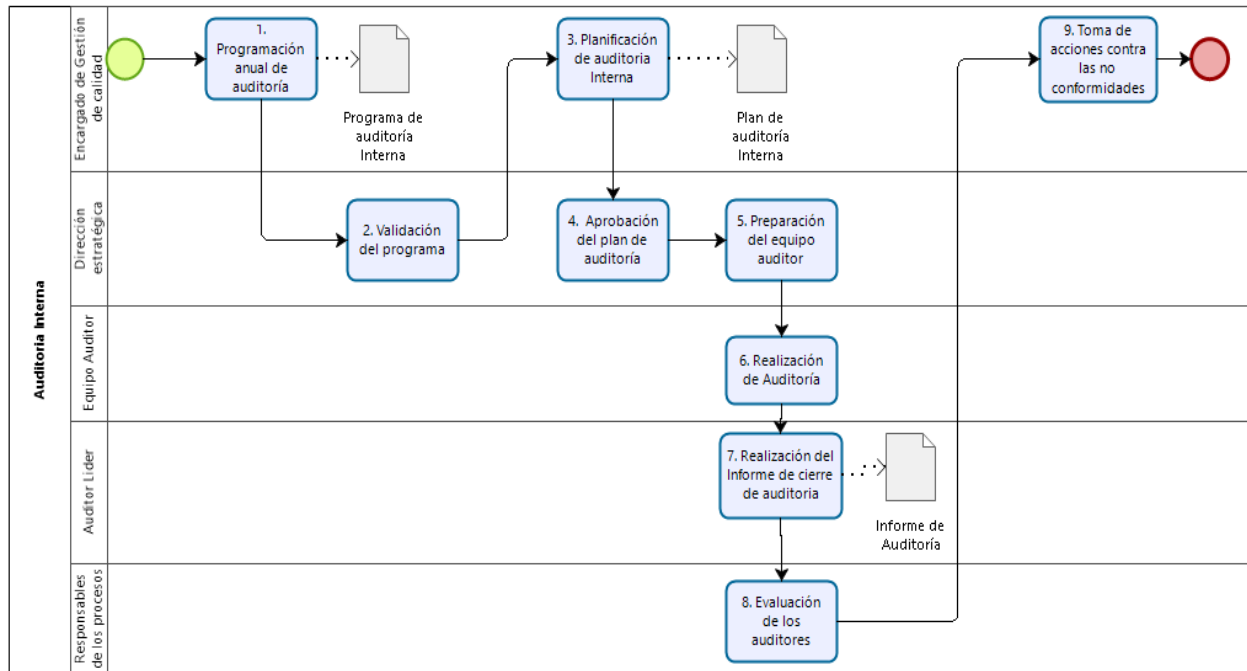 Auditoria Interna
Encargado de Gestión
de calidad
1.
Programación
anual de
auditoría
Programa de
auditoría
Interna
3. Planificación
de auditoria
Interna
Plan de
auditoría
Interna
9. Toma de
acciones contra
las no
conformidades
Dirección
estratégica
2. Validación
del programa
4. Aprobación
del plan de
auditoría
5. Preparación
del equipo
auditor
Equipo Auditor
6. Realización
de Auditoría
Auditor Lider
7. Realización del
Informe de cierre
de auditoria
Informe de
Auditoría
Responsables
de los procesos
8. Evaluación
de los
auditores